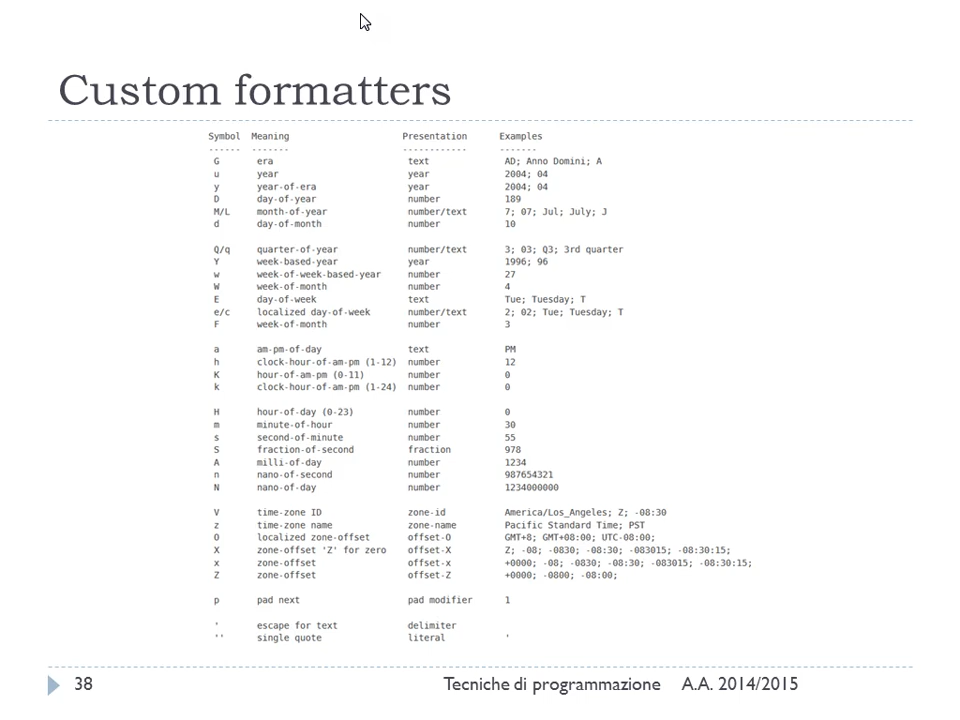 Custom formatters
Symbol Meaning Presentation Examples
------ ------- ------------ -------
G era text AD; Anno Domini; A
u year year 2004; 04
y year-of-era year 2004; 04
D day-of-year number 189
M/L month-of-year number/text 7; 07; Jul; July; J
d day-of-month number 10
Q/q quarter-of-year number/text 3; 03; Q3; 3rd quarter
Y week-based-year year 1996; 96
w week-of-week-based-year number 27
W week-of-month number 4
E day-of-week text Tue; Tuesday; T
e/c localized day-of-week number/text 2; 02; Tue; Tuesday; T
F week-of-month number 3
a am-pm-of-day text PM
h clock-hour-of-am-pm (1-12) number 12
K hour-of-am-pm (0-11) number 0
k clock-hour-of-am-pm (1-24) number 0
H hour-of-day (0-23) number 0
m minute-of-hour number 30
s second-of-minute number 55
S fraction-of-second fraction 978
A milli-of-day number 1234
n nano-of-second number 987654321
N nano-of-day number 1234000000
V time-zone ID zone-id America/Los_Angeles; Z; -08:30
z time-zone name zone-name Pacific Standard Time; PST
O localized zone-offset offset-O GMT+8; GMT+08:00; UTC-08:00;
X zone-offset 'Z' for zero offset-X Z; -08; -0830; -08:30; -083015; -08:30:15;
x zone-offset offset-x +0000; -08; -0830; -08:30; -083015; -08:30:15;
Z zone-offset offset-Z +0000; -0800; -08:00;
p pad next pad modifier 1
' escape for text delimiter
'' single quote literal '
38 Tecniche di programmazione A.A. 2014/2015